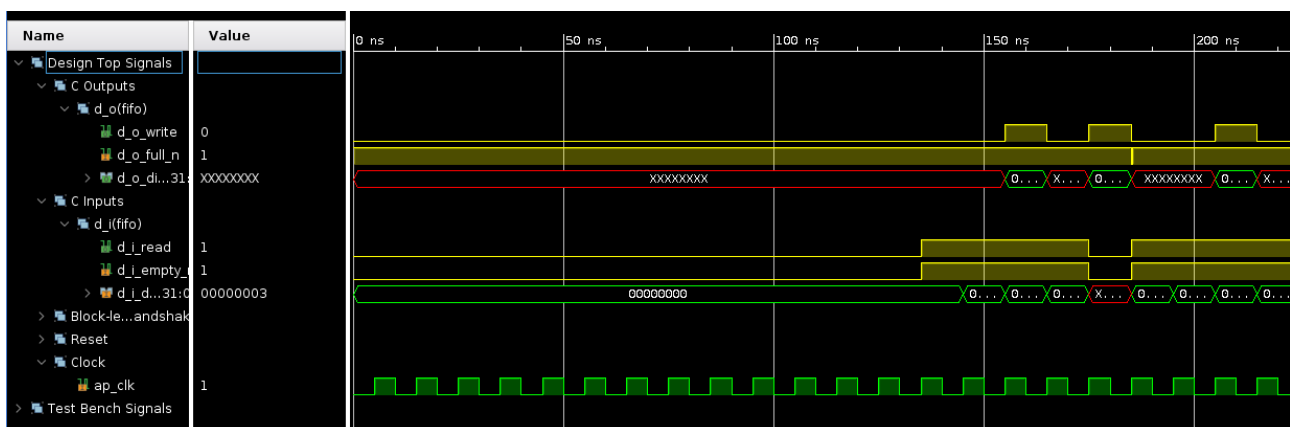 Name Value
0 ns 50 ns 100 ns 150 ns 200 ns
Design Top Signals
C Outputs
d_o(fifo)
d_o_write 0
d_o_full_n 1
d_o_di...31: XXXXXXXX XXXXXXXX 0... X... 0... XXXXXXXX 0... X...
C Inputs
d_i(fifo)
d_i_read 1
d_i_empty_ 1
d_i_d...31:0 00000003 00000000 0... 0... 0... X... 0... 0... 0... 0...
Block-le...andshak
Reset
Clock
ap_clk 1
Test Bench Signals